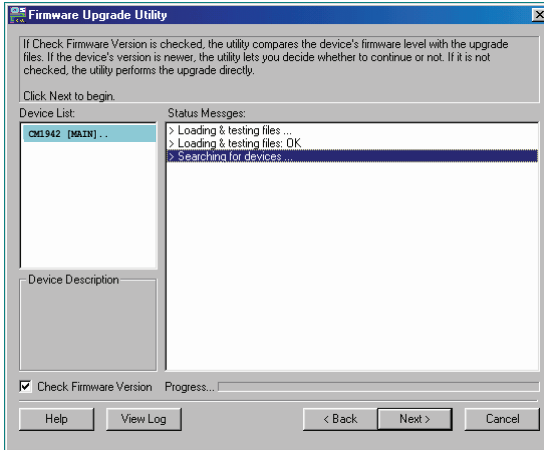 Firmware Upgrade Utility
If Check Firmware Version is checked, the utility compares the device's firmware level with the upgrade
files. If the device's version is newer, the utility lets you decide whether to continue or not. If it is not
checked, the utility performs the upgrade directly.
Click Next to begin.
Device List:
Status Messges:
CM1942 [MAIN]..
> Loading & testing files ...
> Loading & testing files: OK
> Searching for devices ...
Device Description
Check Firmware Version
Progress...
Help
View Log
< Back
Next >
Cancel